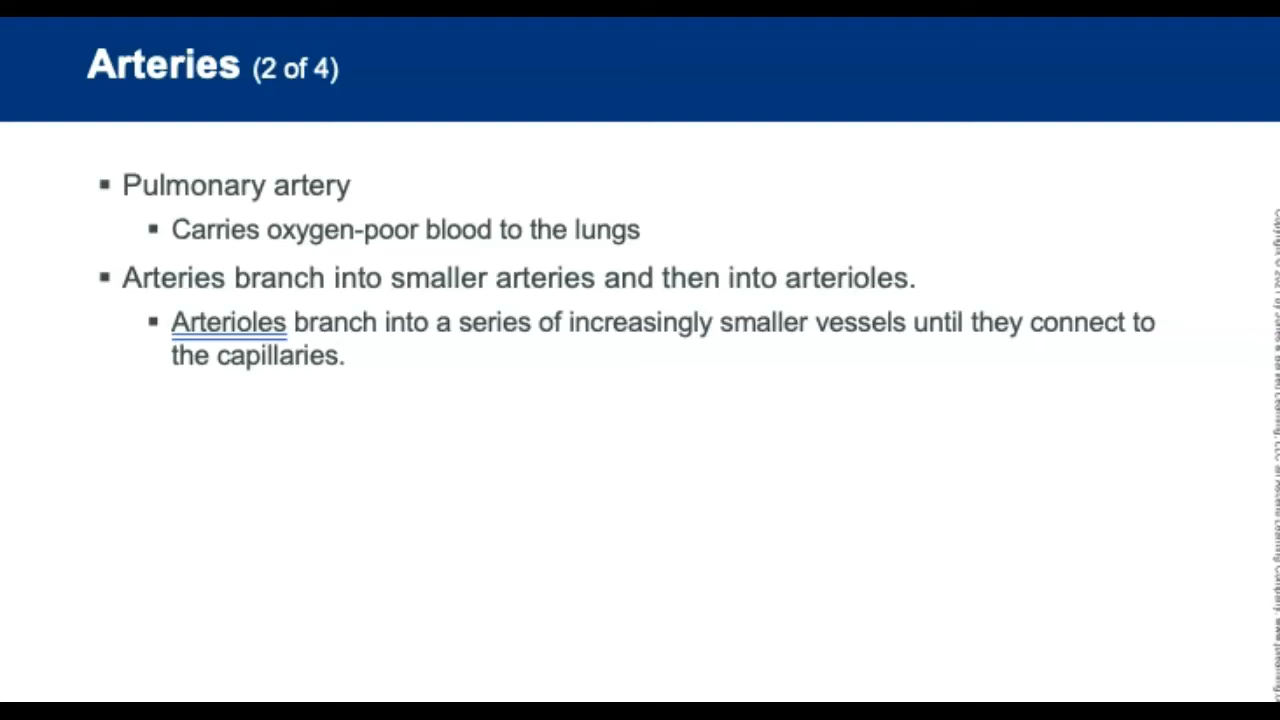 Arteries (2 of 4)
▪ Pulmonary artery
▪ Carries oxygen-poor blood to the lungs
▪ Arteries branch into smaller arteries and then into arterioles.
▪ Arterioles branch into a series of increasingly smaller vessels until they connect to
the capillaries.